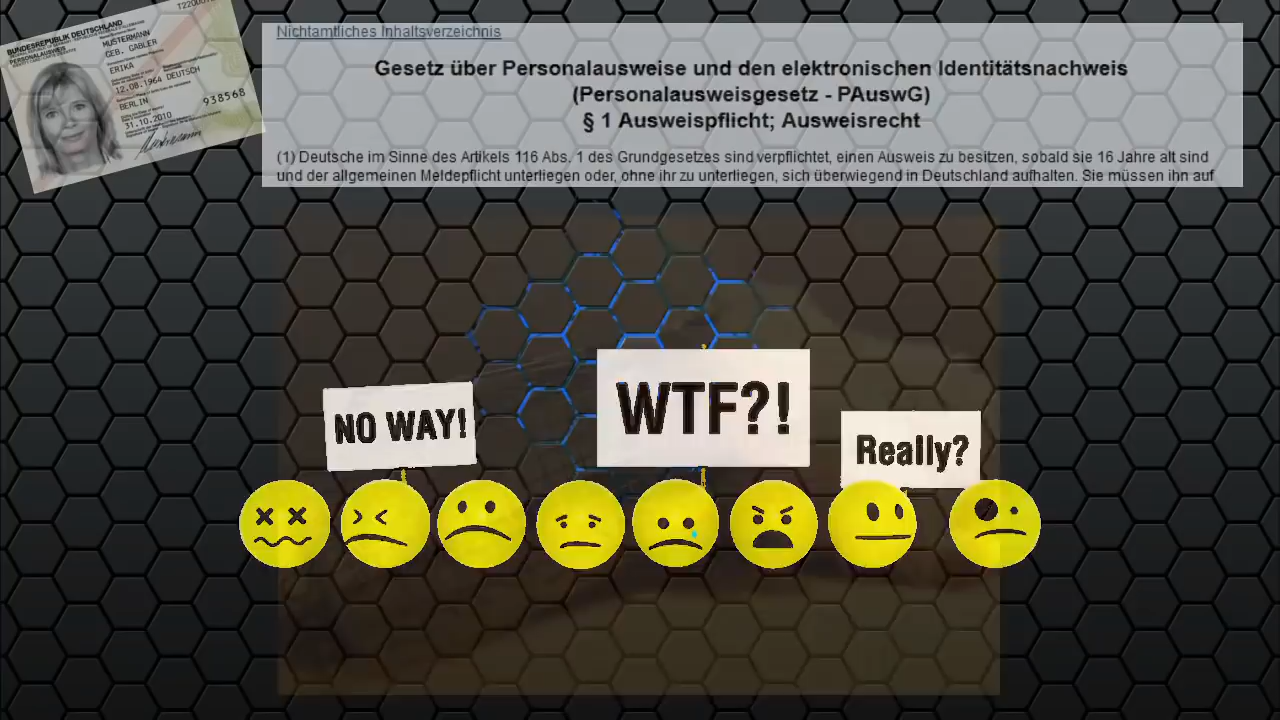 T22000
BUNDESREPUBLIK DEUTSCHLAND
PERSONALAUSWEIS
MUSTERMANN
GEB. GABLER
ERIKA
12.08.1964 DEUTSCH
BERLIN
31.10.2010
938568
Nichtamtliches Inhaltsverzeichnis
Gesetz über Personalausweise und den elektronischen Identitätsnachweis
(Personalausweisgesetz - PAuswG)
§ 1 Ausweispflicht; Ausweisrecht
(1) Deutsche im Sinne des Artikels 116 Abs. 1 des Grundgesetzes sind verpflichtet, einen Ausweis zu besitzen, sobald sie 16 Jahre alt sind
und der allgemeinen Meldepflicht unterliegen oder, ohne ihr zu unterliegen, sich überwiegend in Deutschland aufhalten. Sie müssen ihn auf
NO WAY!
WTF?!
Really?